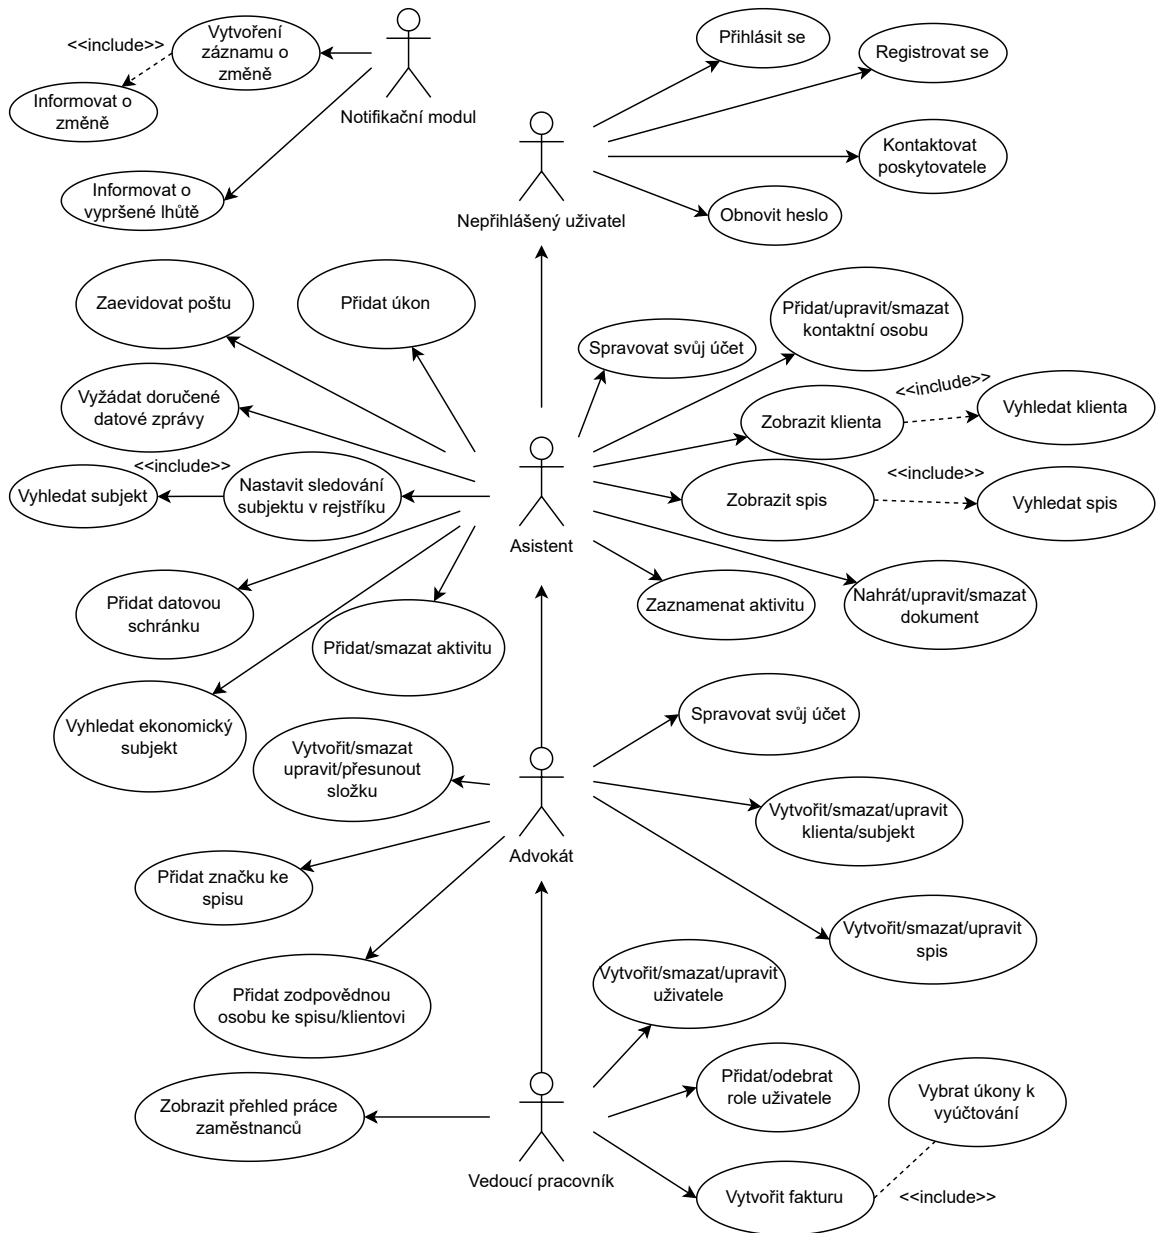 <<include>>
Vytvoření
záznamu o
změně
Informovat o
změně
Notifikační modul
Informovat o
vypršené lhůtě
Přihlásit se
Registrovat se
Kontaktovat
poskytovatele
Obnovit heslo
Nepřihlášený uživatel
Zaevidovat poštu
Přidat úkon
Spravovat svůj účet
Přidat/upravit/smazat
kontaktní osobu
Vyžádat doručené
datové zprávy
Zobrazit klienta
<<include>>
Vyhledat klienta
<<include>>
Vyhledat subjekt
Nastavit sledování
subjektu v rejstříku
Zobrazit spis
<<include>>
Vyhledat spis
Asistent
Přidat datovou
schránku
Přidat/smazat aktivitu
Zaznamenat aktivitu
Nahrát/upravit/smazat
dokument
Vyhledat ekonomický
subjekt
Vytvořit/smazat
upravit/přesunout
složku
Spravovat svůj účet
Vytvořit/smazat/upravit
klienta/subjekt
Advokát
Přidat značku ke
spisu
Vytvořit/smazat/upravit
spis
Přidat zodpovědnou
osobu ke spisu/klientovi
Vytvořit/smazat/upravit
uživatele
Zobrazit přehled práce
zaměstnanců
Přidat/odebrat
role uživatele
Vybrat úkony k
vyúčtování
Vedoucí pracovník
Vytvořit fakturu
<<include>>